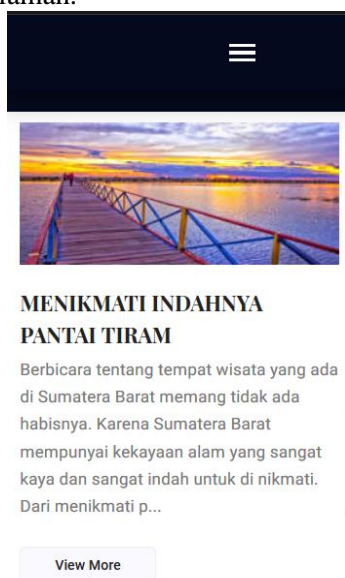 MENIKMATI INDAHNYA
PANTAI TIRAM
Berbicara tentang tempat wisata yang ada
di Sumatera Barat memang tidak ada
habisnya. Karena Sumatera Barat
mempunyai kekayaan alam yang sangat
kaya dan sangat indah untuk di nikmati.
Dari menikmati p...
View More